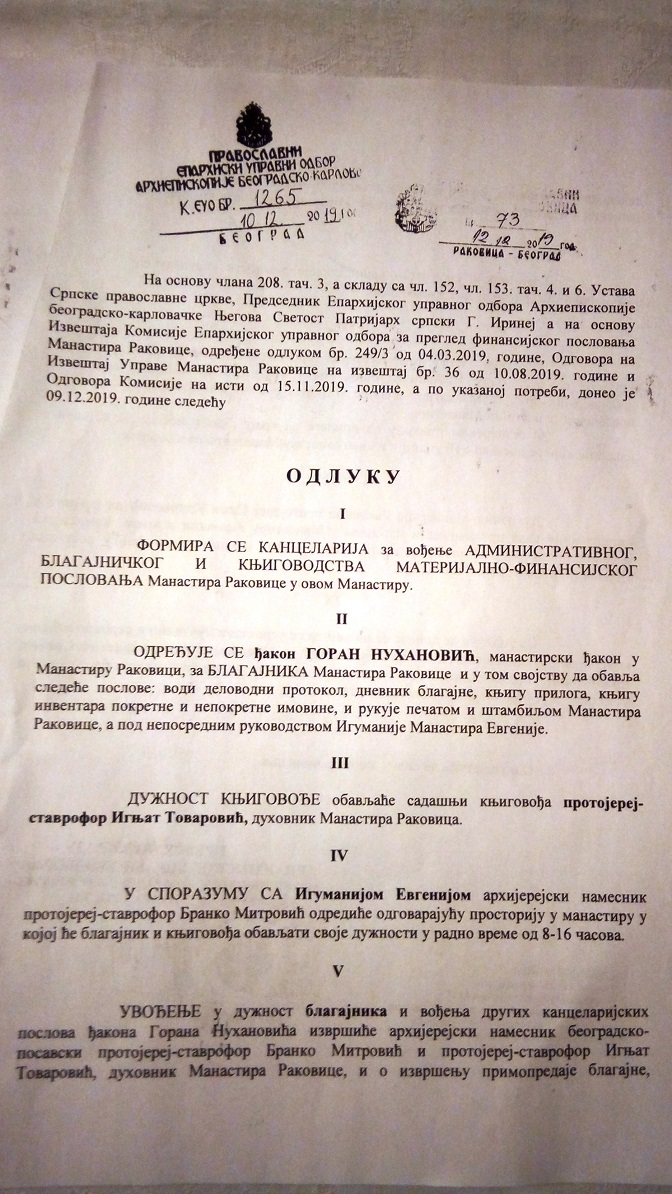 ПРАВОСЛАВНИ
ЕПАРХИСКИ УПРАВНИ ОДБОР
АРХИЕПИСКОПИЈЕ БЕОГРАДСКО-КАРЛОВ
К.ЕУО БР. 1265
10 12 2019 год
БЕОГРАД
73
12 12 2019 год.
РАКОВИЦА - БЕОГРАД
На основу члана 208. тач. 3, а складу са чл. 152, чл. 153. тач. 4. и 6. Устава
Српске православне цркве, Председник Епархијског управног одбора Архиепископије
београдско-карловачке Његова Светост Патријарх српски Г. Иринеј а на основу
Извештаја Комисије Епархијског управног одбора за преглед финансијског пословања
Манастира Раковице, одређене одлуком бр. 249/3 од 04.03.2019, године, Одговора на
Извештај Управе Манастира Раковице на извештај бр. 36 од 10.08.2019. године и
Одговора Комисије на исти од 15.11.2019. године, а по указаној потреби, донео је
09.12.2019. године следећу
ОДЛУКУ
I
ФОРМИРА СЕ КАНЦЕЛАРИЈА за вођење АДМИНИСТРАТИВНОГ,
БЛАГАЈНИЧКОГ И КЊИГОВОДСТВА МАТЕРИЈАЛНО-ФИНАНСИЈСКОГ
ПОСЛОВАЊА Манастира Раковице у овом Манастиру.
II
ОДРЕЂУЈЕ СЕ ђакон ГОРАН НУХАНОВИЋ, манастирски ђакон у
Манастиру Раковици, за БЛАГАЈНИКА Манастира Раковице и у том својству да обавља
следеће послове: води деловодни протокол, дневник благајне, књигу прилога, књигу
инвентара покретне и непокретне имовине, и рукује печатом и штамбиљом Манастира
Раковице, а под непосредним руководством Игуманије Манастира Евгеније.
III
ДУЖНОСТ КЊИГОВОЂЕ обављаће садашњи књиговођа протојереј-
ставрофор Игњат Товаровић, духовник Манастира Раковица.
IV
У СПОРАЗУМУ СА Игуманијом Евгенијом архијерејски намесник
протојереј-ставрофор Бранко Митровић одредиће одговарајућу просторију у манастиру у
којој ће благајник и књиговођа обављати своје дужности у радно време од 8-16 часова.
V
УВОЂЕЊЕ у дужност благајника и вођења других канцеларијских
послова ђакона Горана Нухановића извршиће архијерејски намесник београдско-
посавски протојереј-ставрофор Бранко Митровић и протојереј-ставрофор Игњат
Товаровић, духовник Манастира Раковице, и о извршењу примопредаје благајне,